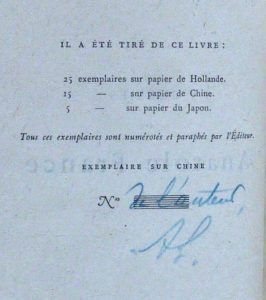 IL A ÉTÉ TIRÉ DE CE LIVRE :
25 exemplaires sur papier de Hollande.
15 — sur papier de Chine.
5 — sur papier du Japon.
Tous ces exemplaires sont numérotés et paraphés par l'Éditeur.
EXEMPLAIRE SUR CHINE
N° de l'auteur,